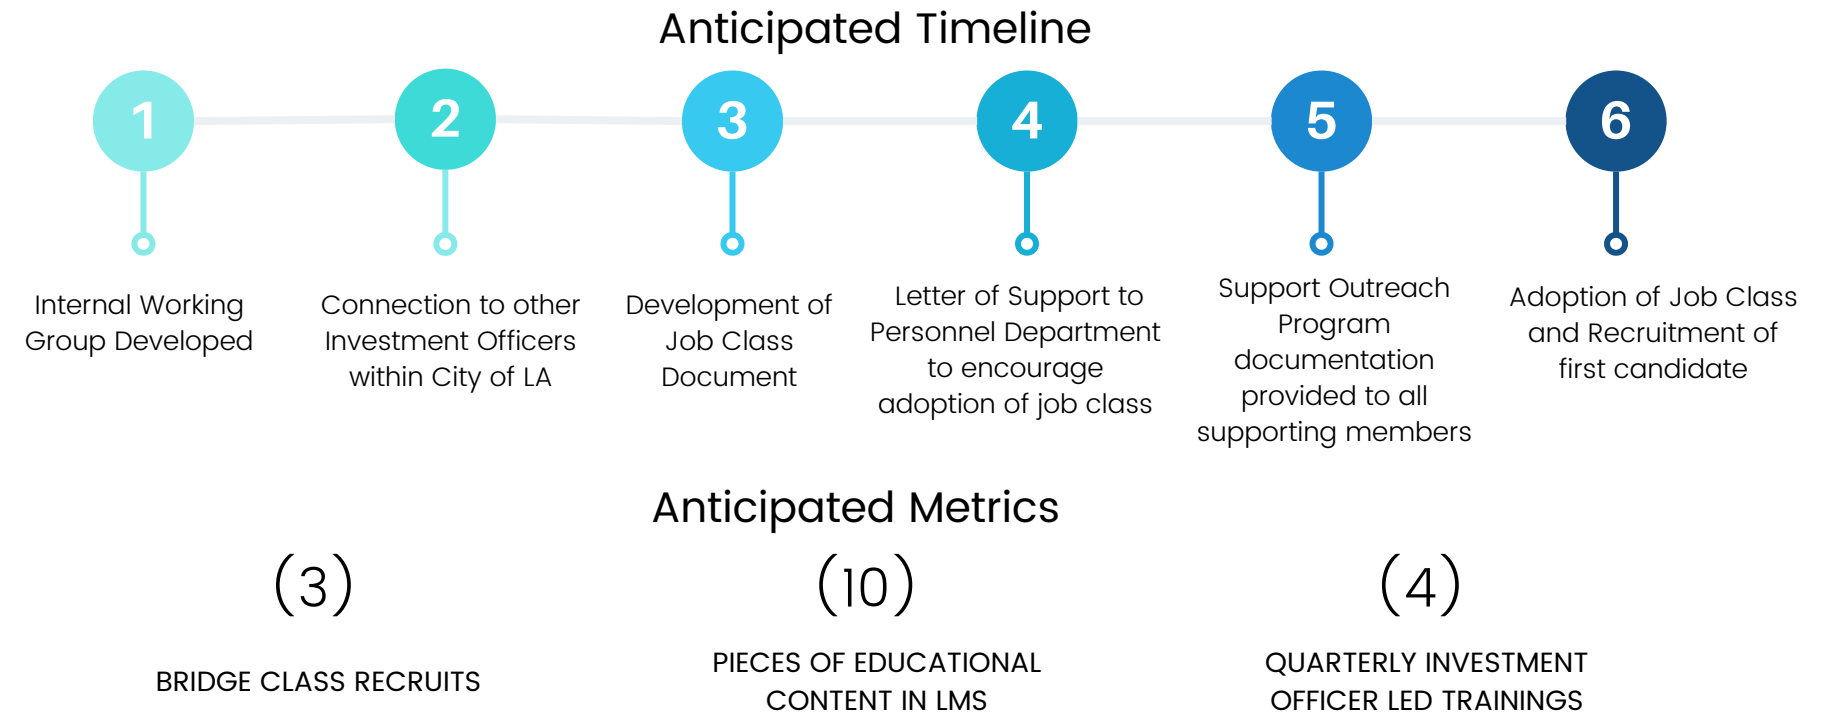 Anticipated Timeline
1
2
3
4
5
6
Internal Working
Group Developed
Connection to other
Investment Officers
within City of LA
Development of
Job Class
Document
Letter of Support to
Personnel Department
to encourage
adoption of job class
Support Outreach
Program
documentation
provided to all
supporting members
Adoption of Job Class
and Recruitment of
first candidate
Anticipated Metrics
(3)
BRIDGE CLASS RECRUITS
(10)
PIECES OF EDUCATIONAL
CONTENT IN LMS
(4)
QUARTERLY INVESTMENT
OFFICER LED TRAININGS